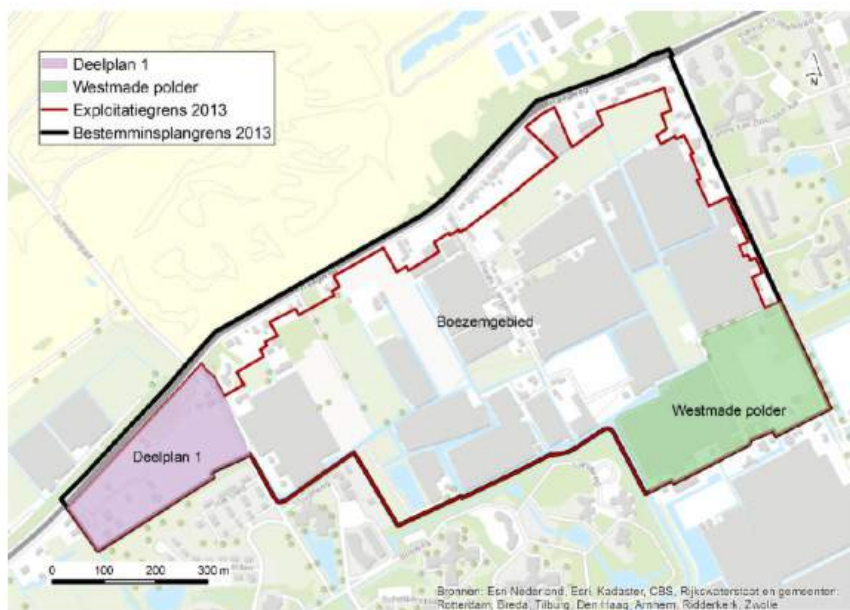 Deelplan 1
Westmade polder
Exploitatiegrens 2013
Bestemminsplangrens 2013
N
Boezemgebied
Westmade polder
Deelplan 1
0 100 200 300 m
Bronnen: Esri Nederland, Esri, Kadaster, CBS, Rijkswaterstaat en gemeenten:
Rotterdam, Breda, Tilburg, Den Haag, Arnhem, Ridderkerk, Zwolle